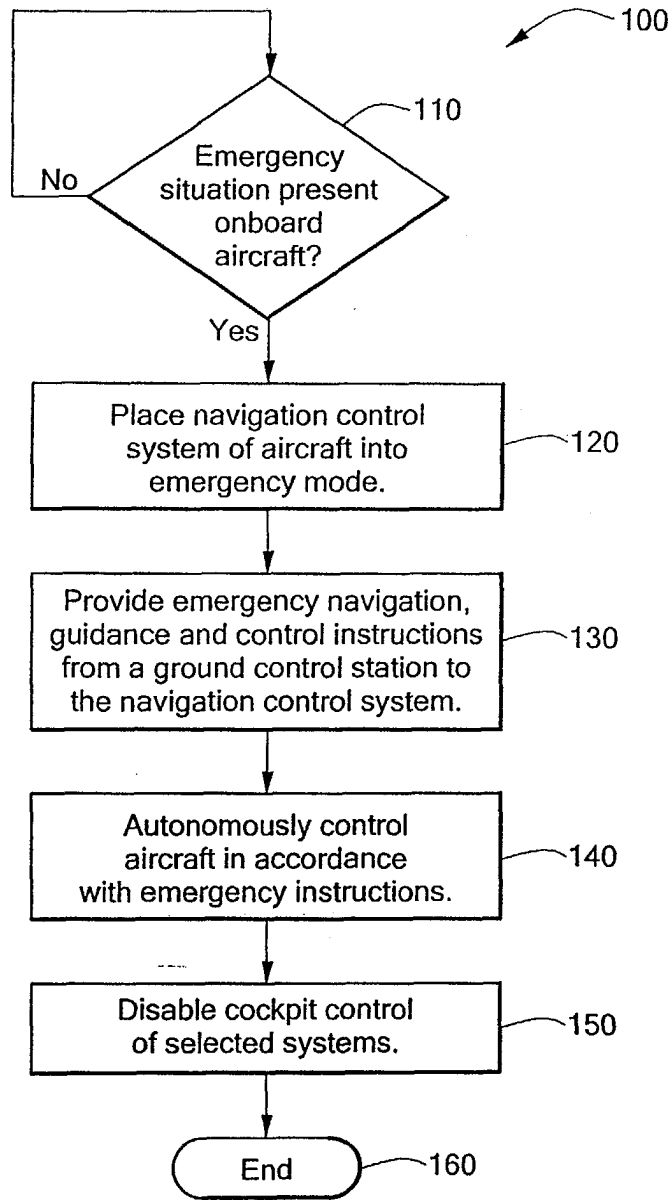 100
110
Emergency
situation present
onboard
aircraft?
No
Yes
Place navigation control
system of aircraft into
emergency mode.
120
Provide emergency navigation,
guidance and control instructions
from a ground control station to
the navigation control system.
130
Autonomously control
aircraft in accordance
with emergency instructions.
140
Disable cockpit control
of selected systems.
150
End
160